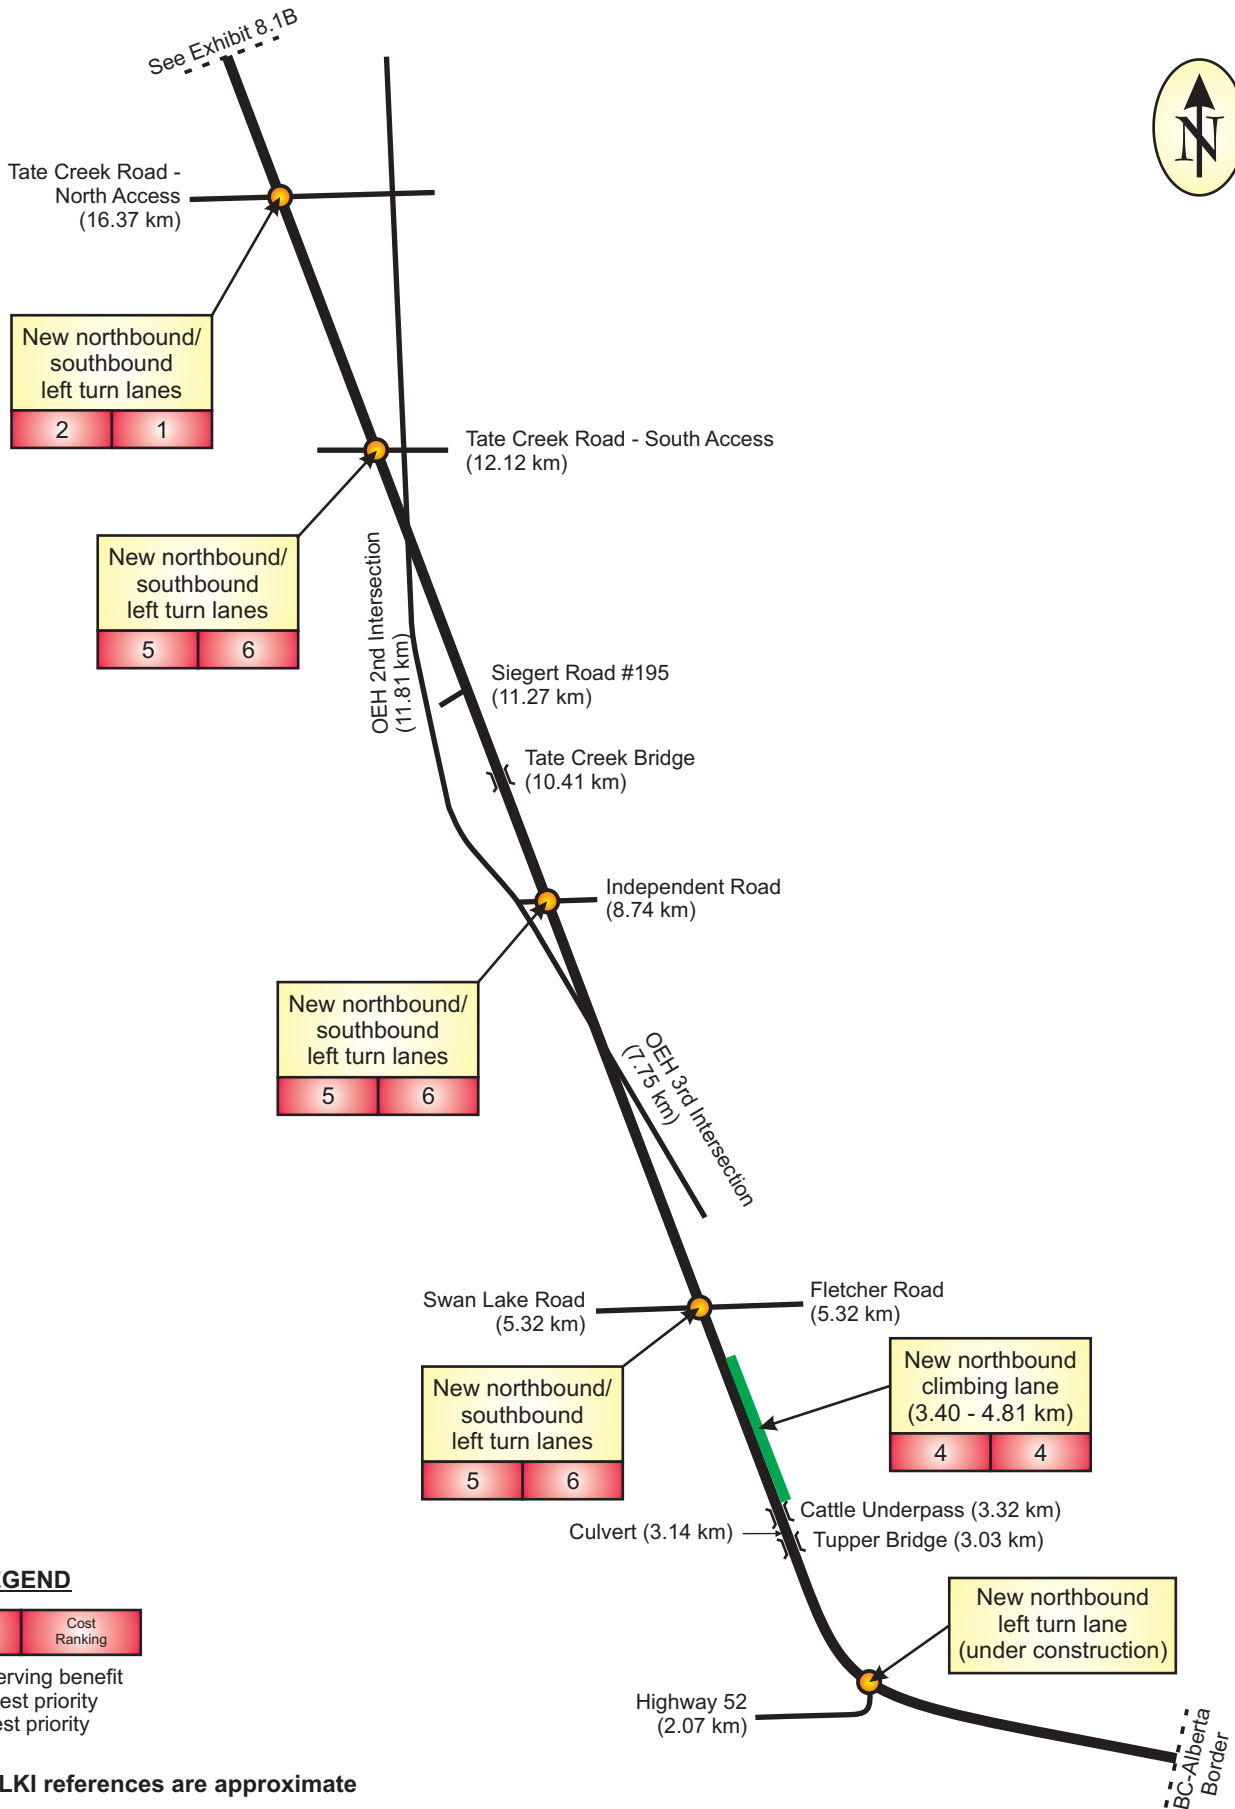 See Exhibit 8.1B
N
Tate Creek Road -
North Access
(16.37 km)
New northbound/
southbound
left turn lanes
2 1
Tate Creek Road - South Access
(12.12 km)
New northbound/
southbound
left turn lanes
5 6
OEH 2nd Intersection
(11.81 km)
Siegert Road #195
(11.27 km)
Tate Creek Bridge
(10.41 km)
Independent Road
(8.74 km)
New northbound/
southbound
left turn lanes
5 6
OEH 3rd Intersection
(7.75 km)
Swan Lake Road
(5.32 km)
Fletcher Road
(5.32 km)
New northbound/
southbound
left turn lanes
5 6
New northbound
climbing lane
(3.40 - 4.81 km)
4 4
Cattle Underpass (3.32 km)
Culvert (3.14 km)
Tupper Bridge (3.03 km)
New northbound
left turn lane
(under construction)
Highway 52
(2.07 km)
BC-Alberta
Border
EGEND
Cost
Ranking
erving benefit
est priority
est priority
LKI references are approximate